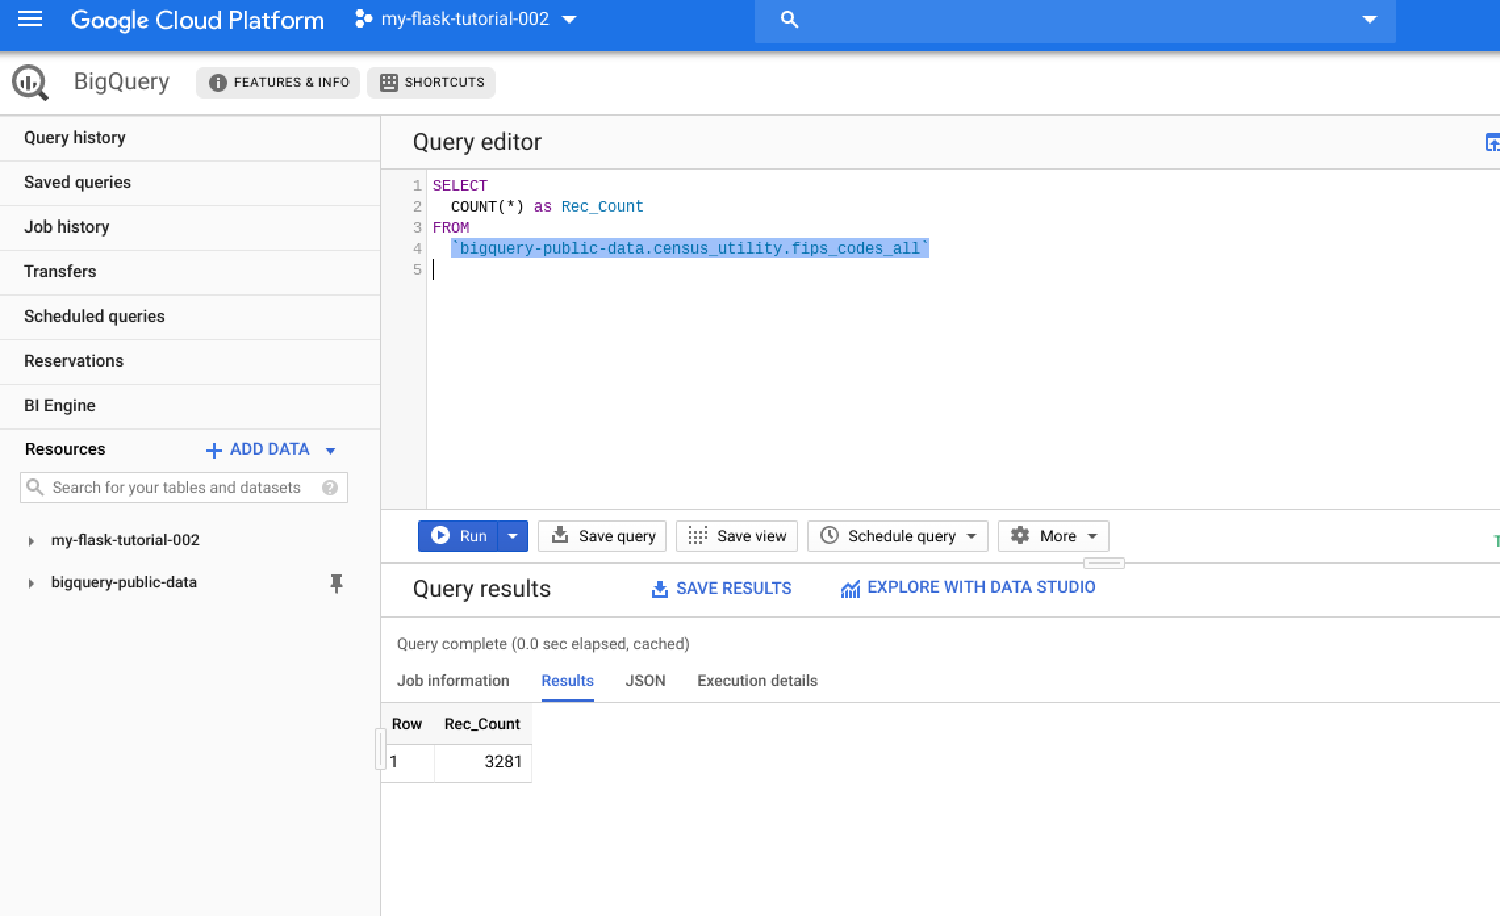 Google Cloud Platform my-flask-tutorial-002
BigQuery FEATURES & INFO SHORTCUTS
Query history
Saved queries
Job history
Transfers
Scheduled queries
Reservations
BI Engine
Resources ADD DATA
Search for your tables and datasets ?
my-flask-tutorial-002
bigquery-public-data
Query editor
1 SELECT
2 COUNT(*) as Rec_Count
3 FROM
4 `bigquery-public-data.census_utility.fips_codes_all`
5
Run Save query Save view Schedule query More
Query results SAVE RESULTS EXPLORE WITH DATA STUDIO
Query complete (0.0 sec elapsed, cached)
Job information Results JSON Execution details
Row Rec_Count
1 3281